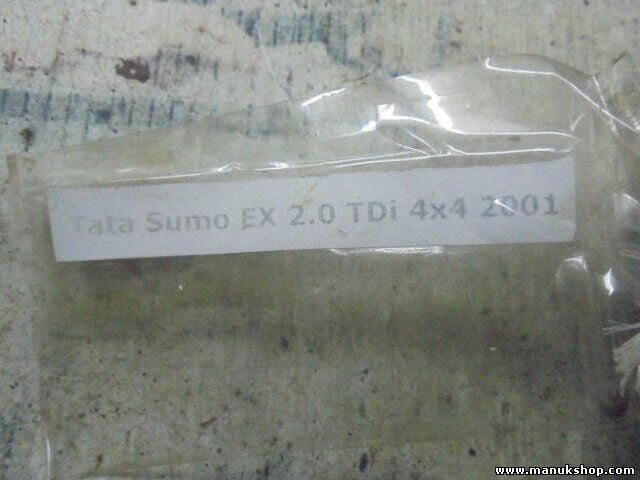 Tata Sumo EX 2.0 TDi 4x4 2001
www.manukshop.com